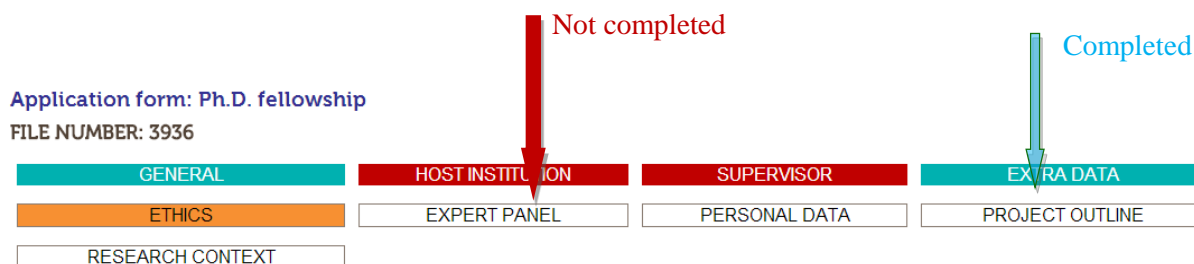 Not completed
Completed
Application form: Ph.D. fellowship
FILE NUMBER: 3936
GENERAL HOST INSTITUTION SUPERVISOR EXTRA DATA
ETHICS EXPERT PANEL PERSONAL DATA PROJECT OUTLINE
RESEARCH CONTEXT